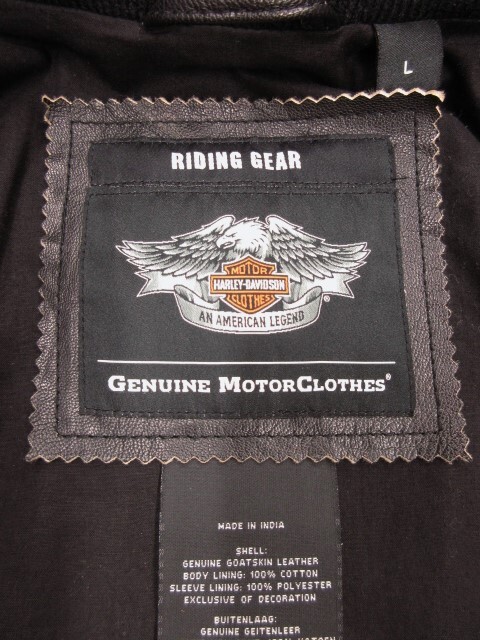 L
RIDING GEAR
MOTOR
HARLEY-DAVIDSON
CLOTHES
®
AN AMERICAN LEGEND
GENUINE MOTORCLOTHES®
MADE IN INDIA
SHELL:
GENUINE GOATSKIN LEATHER
BODY LINING: 100% COTTON
SLEEVE LINING: 100% POLYESTER
EXCLUSIVE OF DECORATION
BUITENLAAG:
GENUINE GEITENLEER